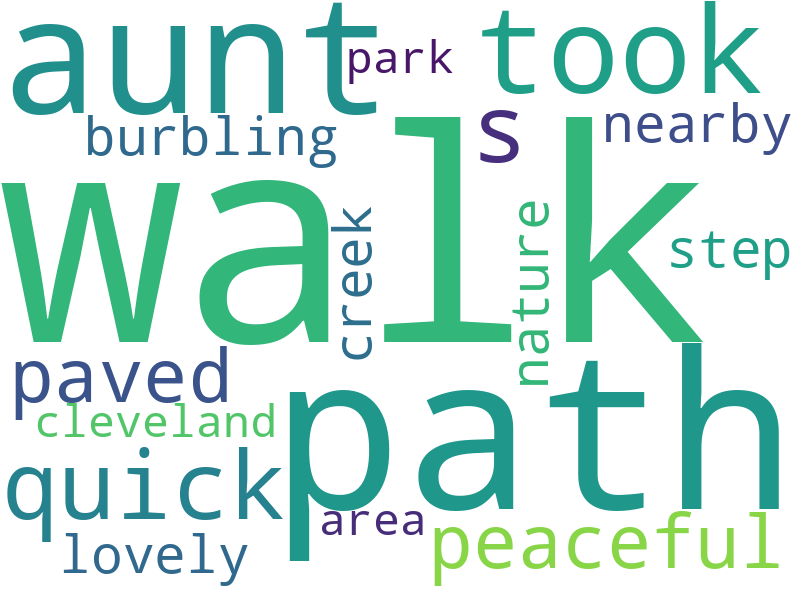 aunt
park
took
burbling
s
nearby
walk
creek
nature
step
paved
path
cleveland
quick
area
peaceful
lovely